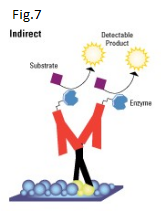 Fig.7
Indirect
Detectable
Product
Substrate
Enzyme